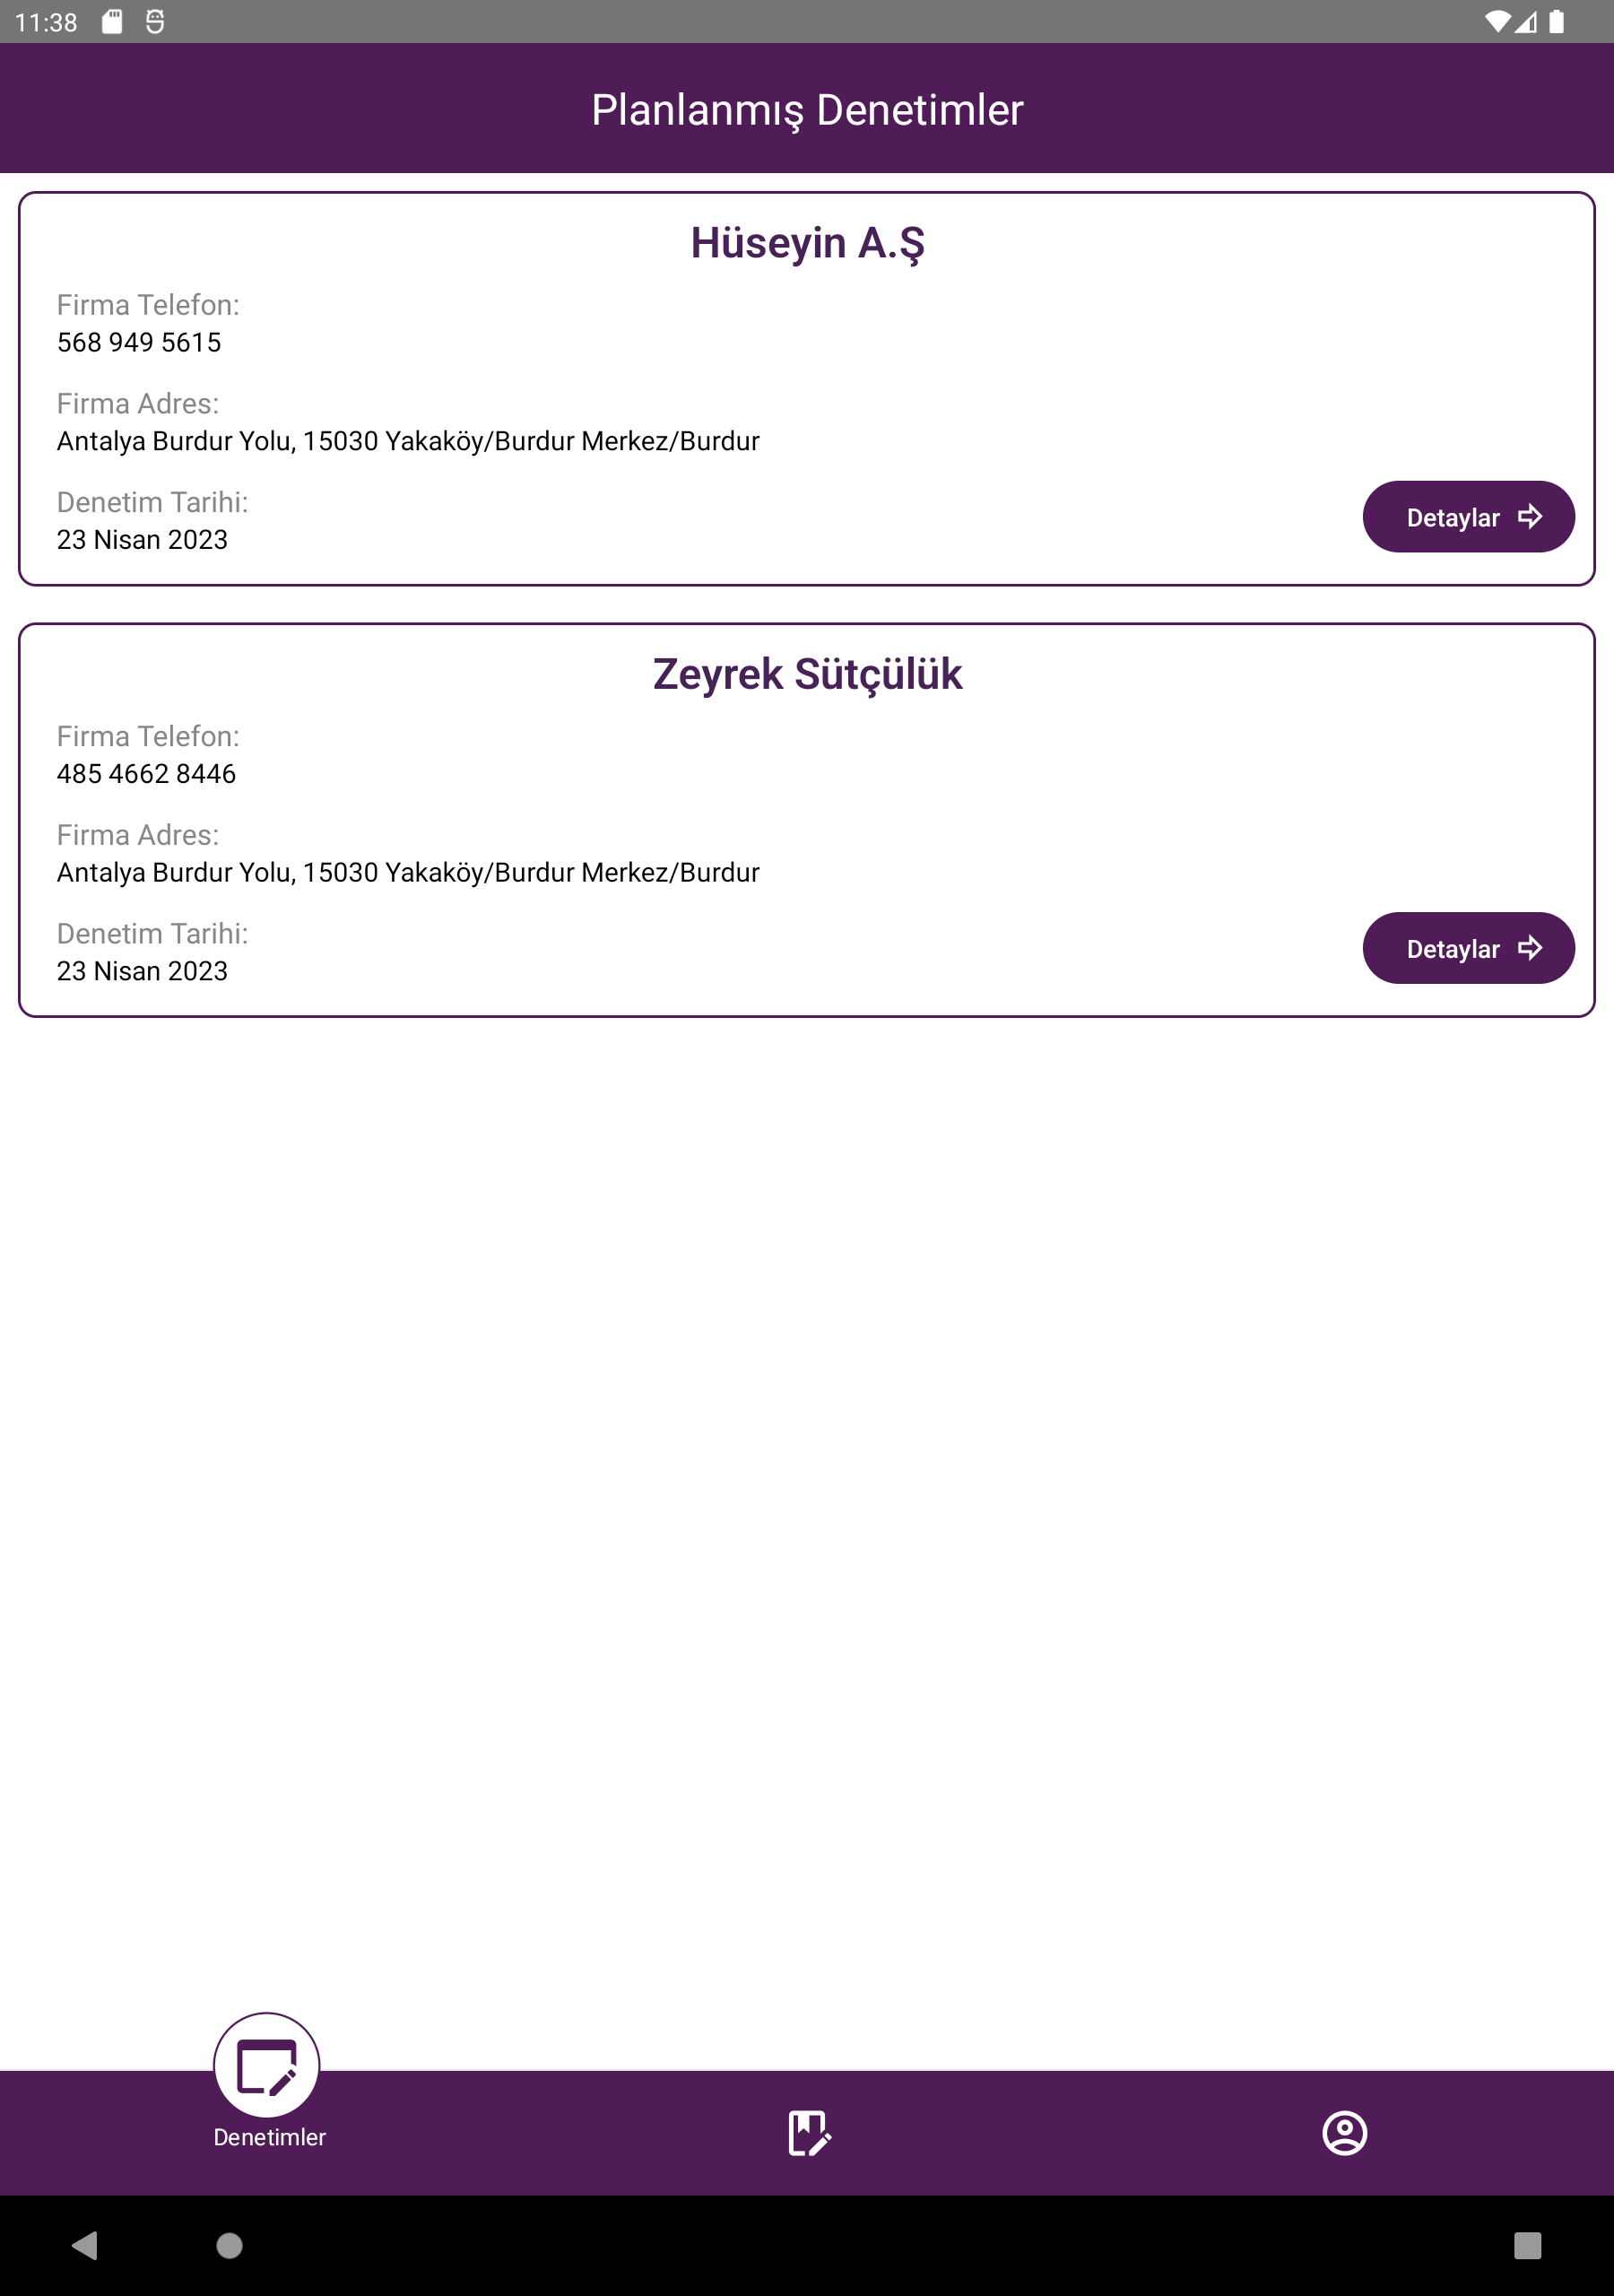 11:38
Planlanmış Denetimler
Hüseyin A.Ş
Firma Telefon:
568 949 5615
Firma Adres:
Antalya Burdur Yolu, 15030 Yakaköy/Burdur Merkez/Burdur
Denetim Tarihi:
23 Nisan 2023
Detaylar
Zeyrek Sütçülük
Firma Telefon:
485 4662 8446
Firma Adres:
Antalya Burdur Yolu, 15030 Yakaköy/Burdur Merkez/Burdur
Denetim Tarihi:
23 Nisan 2023
Detaylar
Denetimler